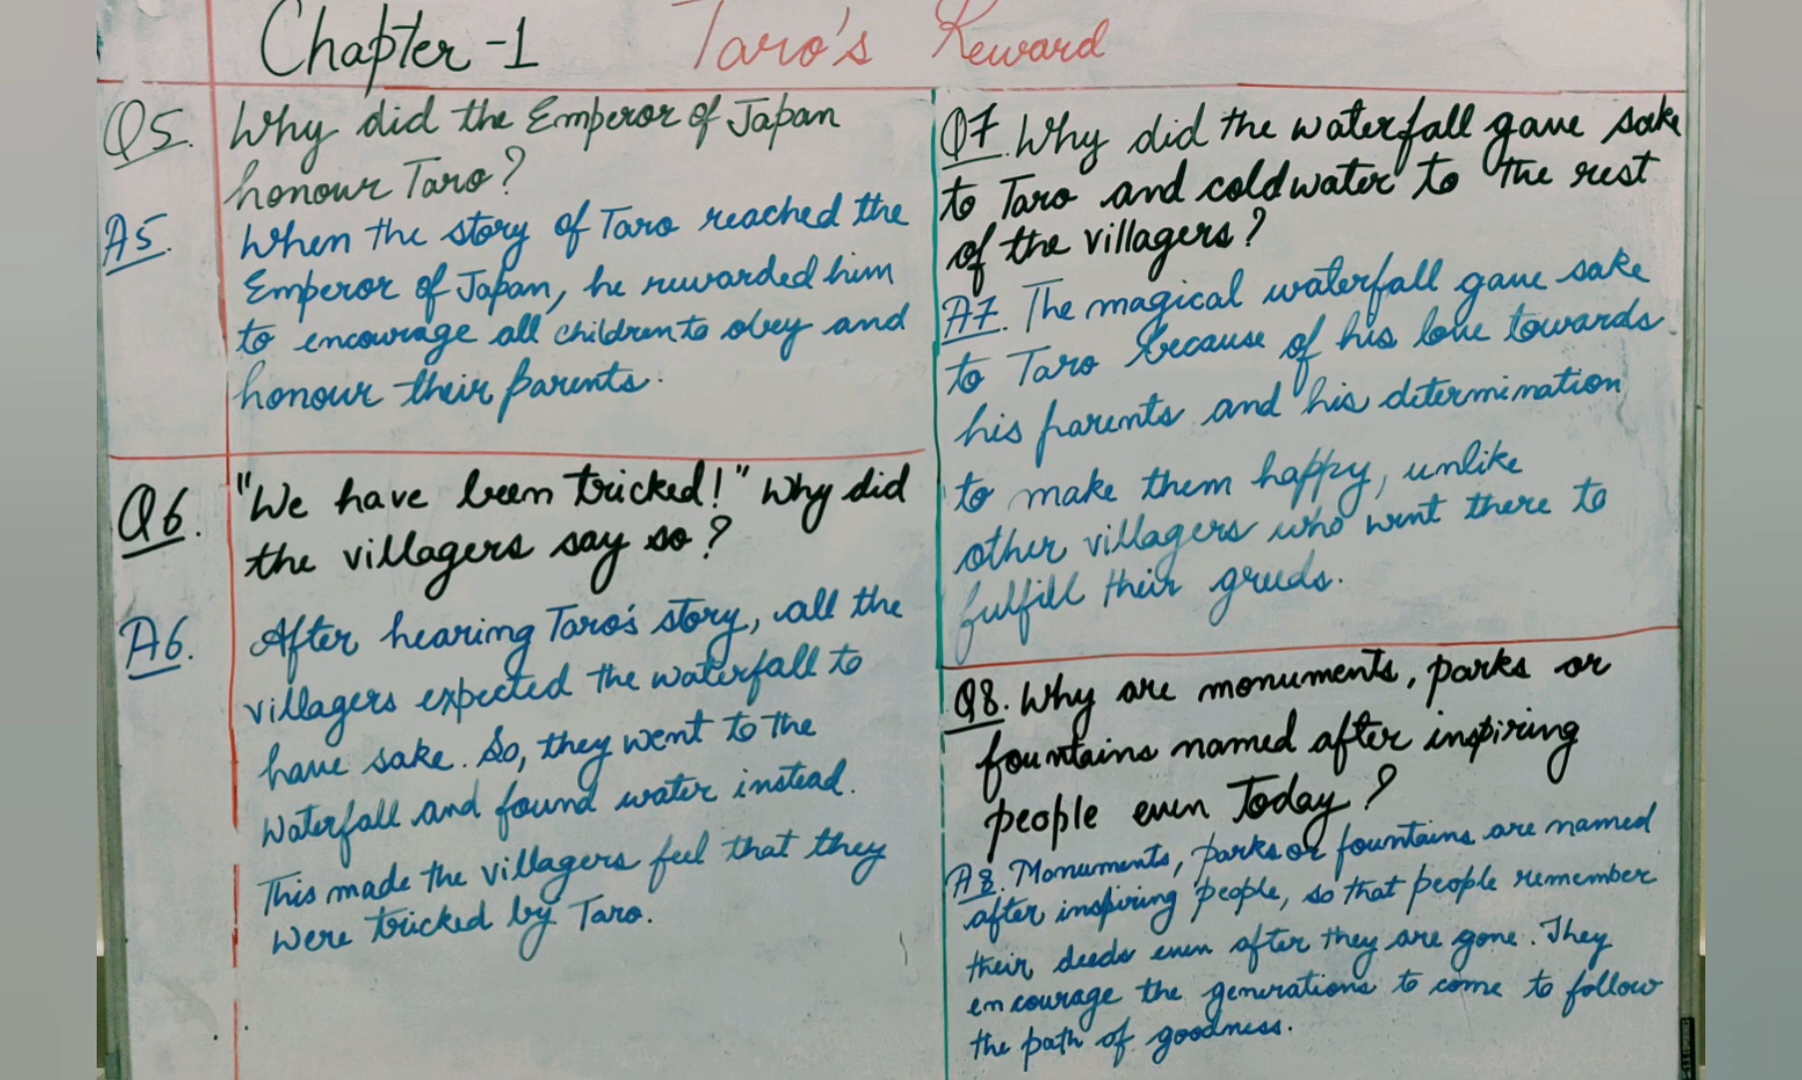 Chapter -1 Taro's Reward
Q5. Why did the Emperor of Japan
honour Taro?
A5. When the story of Taro reached the
Emperor of Japan, he rewarded him
to encourage all children to obey and
honour their parents.
Q6. "We have been tricked!" Why did
the villagers say so?
A6. After hearing Taro's story, all the
villagers expected the waterfall to
have sake. So, they went to the
waterfall and found water instead.
This made the villagers feel that they
were tricked by Taro.
Q7. Why did the waterfall gave sake
to Taro and cold water to the rest
of the villagers?
A7. The magical waterfall gave sake
to Taro because of his love towards
his parents and his determination
to make them happy, unlike
other villagers who went there to
fulfill their greeds.
Q8. Why are monuments, parks or
fountains named after inspiring
people even Today?
A8. Monuments, parks or fountains are named
after inspiring people, so that people remember
their deeds even after they are gone. They
encourage the generations to come to follow
the path of goodness.